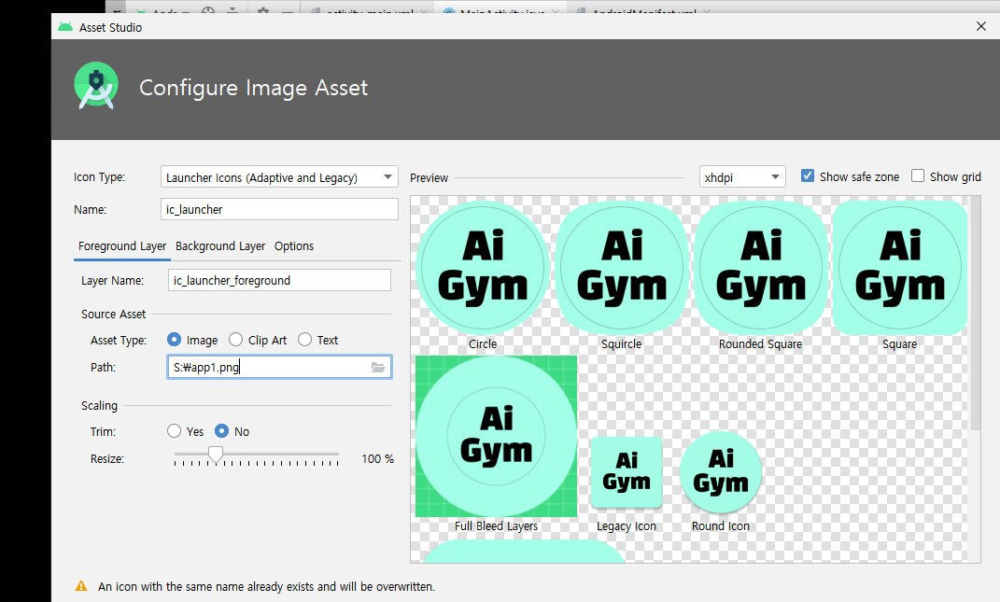 Asset Studio
Configure Image Asset
Icon Type: Launcher Icons (Adaptive and Legacy)
Name: ic_launcher
Foreground Layer Background Layer Options
Layer Name: ic_launcher_foreground
Source Asset
Asset Type: Image Clip Art Text
Path: S:₩app1.png
Scaling
Trim: Yes No
Resize: 100 %
Preview xhdpi Show safe zone Show grid
Ai Gym
Circle
Ai Gym
Squircle
Ai Gym
Rounded Square
Ai Gym
Square
Ai Gym
Full Bleed Layers
Ai Gym
Legacy Icon
Ai Gym
Round Icon
An icon with the same name already exists and will be overwritten.